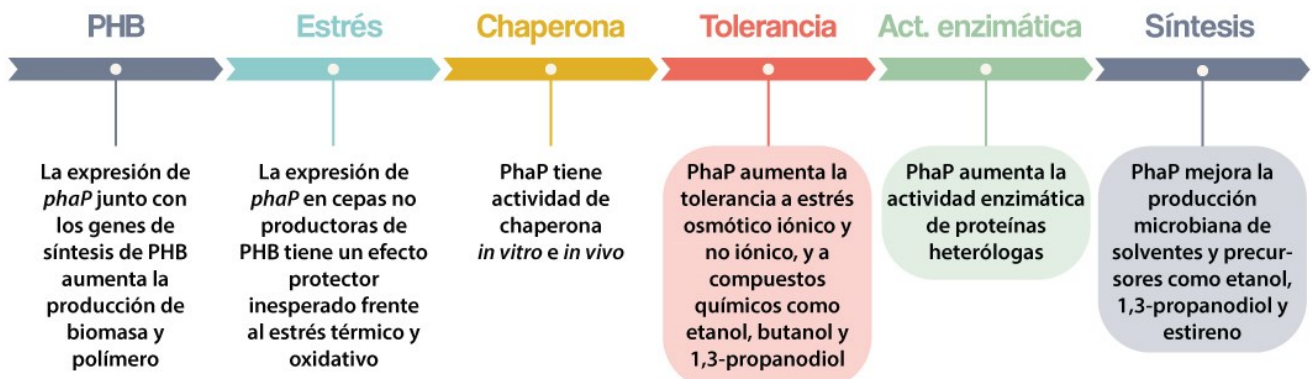 PHB
La expresión de
phaP junto con
los genes de
síntesis de PHB
aumenta la
producción de
biomasa y
polímero
Estrés
La expresión de
phaP en cepas no
productoras de
PHB tiene un efecto
protector
inesperado frente
al estrés térmico y
oxidativo
Chaperona
PhaP tiene
actividad de
chaperona
in vitro e in vivo
Tolerancia
PhaP aumenta la
tolerancia a estrés
osmótico iónico y
no iónico, y a
compuestos
químicos como
etanol, butanol y
1,3-propanodiol
Act. enzimática
PhaP aumenta la
actividad enzimática
de proteínas
heterólogas
Síntesis
PhaP mejora la
producción
microbiana de
solventes y precur-
sores como etanol,
1,3-propanodiol y
estireno